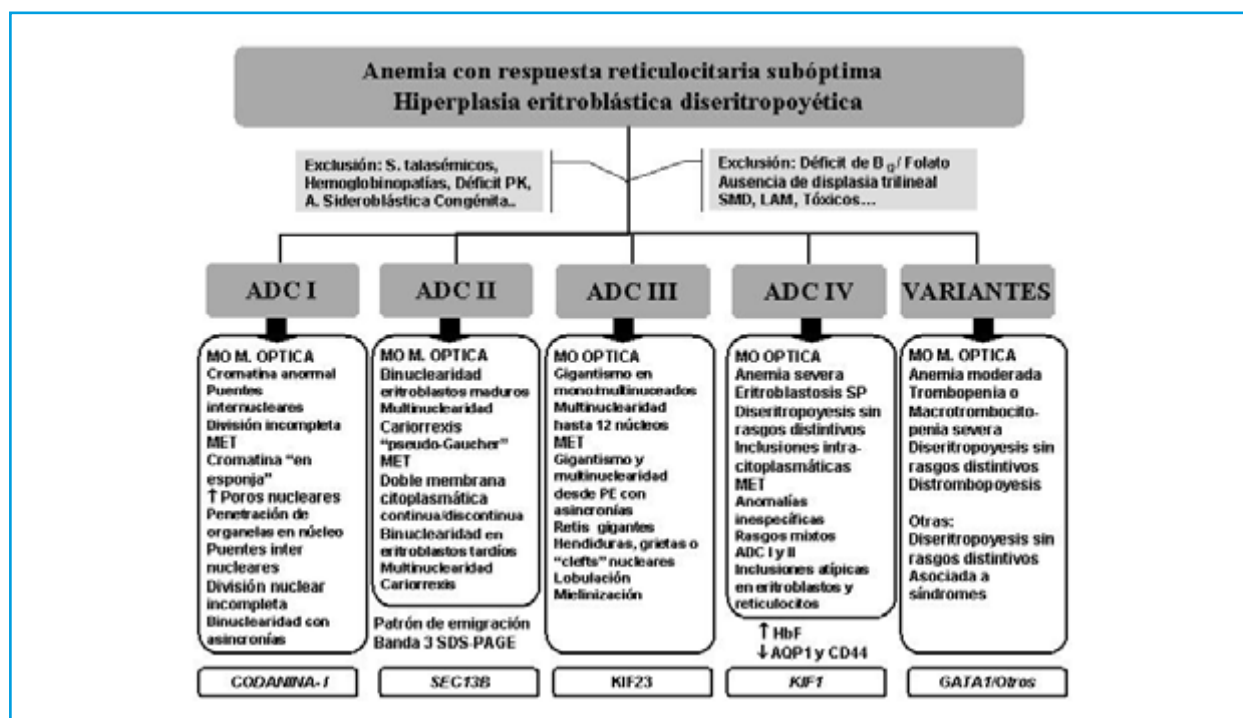 Anemia con respuesta reticulocitaria subóptima
Hiperplasia eritroblástica diseritropoyética
Exclusión: S. talasémicos,
Hemoglobinopatías, Déficit PK,
A. Sideroblástica Congénita..
Exclusión: Déficit de B / Folato
Ausencia de displasia trilineal
SMD, LAM, Tóxicos...
ADC I
MO M. OPTICA
Cromatina anormal
Puentes
internucleares
División incompleta
MET
Cromatina “en
esponja”
↑ Poros nucleares
Penetración de
organelas en núcleo
Puentes inter
nucleares
División nuclear
incompleta
Binuclearidad con
asincronías
CODANINA-1
ADC II
MO M. OPTICA
Binuclearidad
eritroblastos maduros
Multinuclearidad
Cariorrexis
“pseudo-Gaucher”
MET
Doble membrana
citoplasmática
continua/discontinua
Binuclearidad en
eritroblastos tardíos
Multinuclearidad
Cariorrexis
Patrón de emigración
Banda 3 SDS-PAGE
SEC13B
ADC III
MO OPTICA
Gigantismo en
mono/multinuceados
Multinuclearidad
hasta 12 núcleos
MET
Gigantismo y
multinuclearidad
desde PE con
asincronías
Retis gigantes
Hendiduras, grietas o
“clefts” nucleares
Lobulación
Mielinización
KIF23
ADC IV
MO OPTICA
Anemia severa
Eritroblastosis SP
Diseritropoyesis sin
rasgos distintivos
Inclusiones intra-
citoplasmáticas
MET
Anomalías
inespecíficas
Rasgos mixtos
ADC I y II
Inclusiones atípicas
en eritroblastos y
reticulocitos
↑ HbF
↓ AQP1 y CD44
KIF1
VARIANTES
MO M. OPTICA
Anemia moderada
Trombopenia o
Macrotrombocito-
penia severa
Diseritropoyesis sin
rasgos distintivos
Distrombopoyesis
Otras:
Diseritropoyesis sin
rasgos distintivos
Asociada a
síndromes
GATA1/Otros